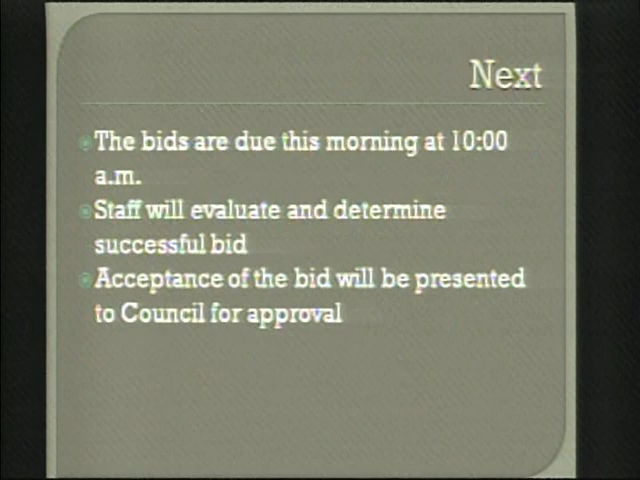 Next
The bids are due this morning at 10:00
a.m.
Staff will evaluate and determine
successful bid
Acceptance of the bid will be presented
to Council for approval